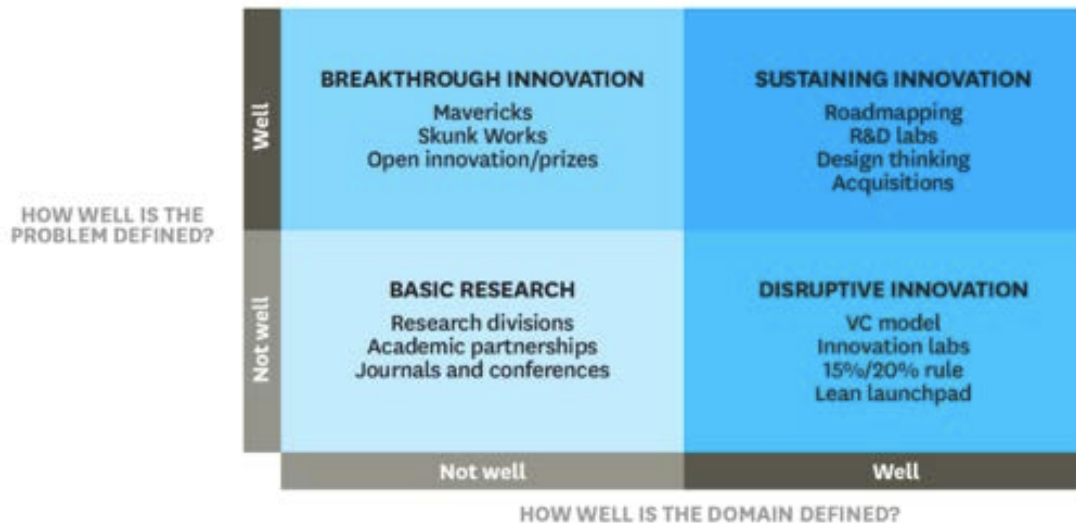 BREAKTHROUGH INNOVATION
Mavericks
Skunk Works
Open innovation/prizes
SUSTAINING INNOVATION
Roadmapping
R&D labs
Design thinking
Acquisitions
Well
HOW WELL IS THE
PROBLEM DEFINED?
BASIC RESEARCH
Research divisions
Academic partnerships
Journals and conferences
DISRUPTIVE INNOVATION
VC model
Innovation labs
15%/20% rule
Lean launchpad
Not well
Not well
Well
HOW WELL IS THE DOMAIN DEFINED?